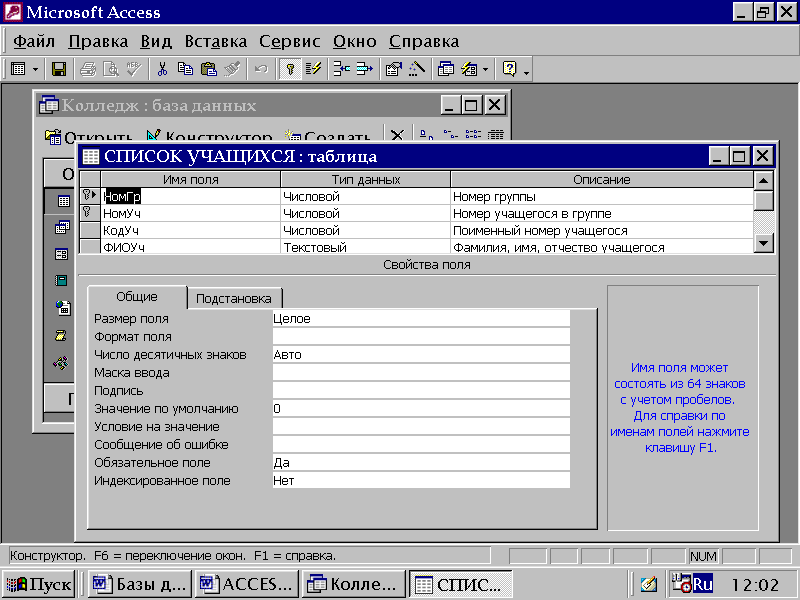 Microsoft Access
Файл Правка Вид Вставка Сервис Окно Справка
Колледж : база данных
Открыть Конструктор Создать
СПИСОК УЧАЩИХСЯ : таблица
Имя поля Тип данных Описание
НомГр Числовой Номер группы
НомУч Числовой Номер учащегося в группе
КодУч Числовой Поименный номер учащегося
ФИОУч Текстовый Фамилия, имя, отчество учащегося
Свойства поля
Общие Подстановка
Размер поля Целое
Формат поля
Число десятичных знаков Авто
Маска ввода
Подпись
Значение по умолчанию 0
Условие на значение
Сообщение об ошибке
Обязательное поле Да
Индексированное поле Нет
Имя поля может
состоять из 64 знаков
с учетом пробелов.
Для справки по
именам полей нажмите
клавишу F1.
Конструктор. F6 = переключение окон. F1 = справка. NUM
Пуск Базы д... ACCES... Колле... СПИС... Ru 12:02